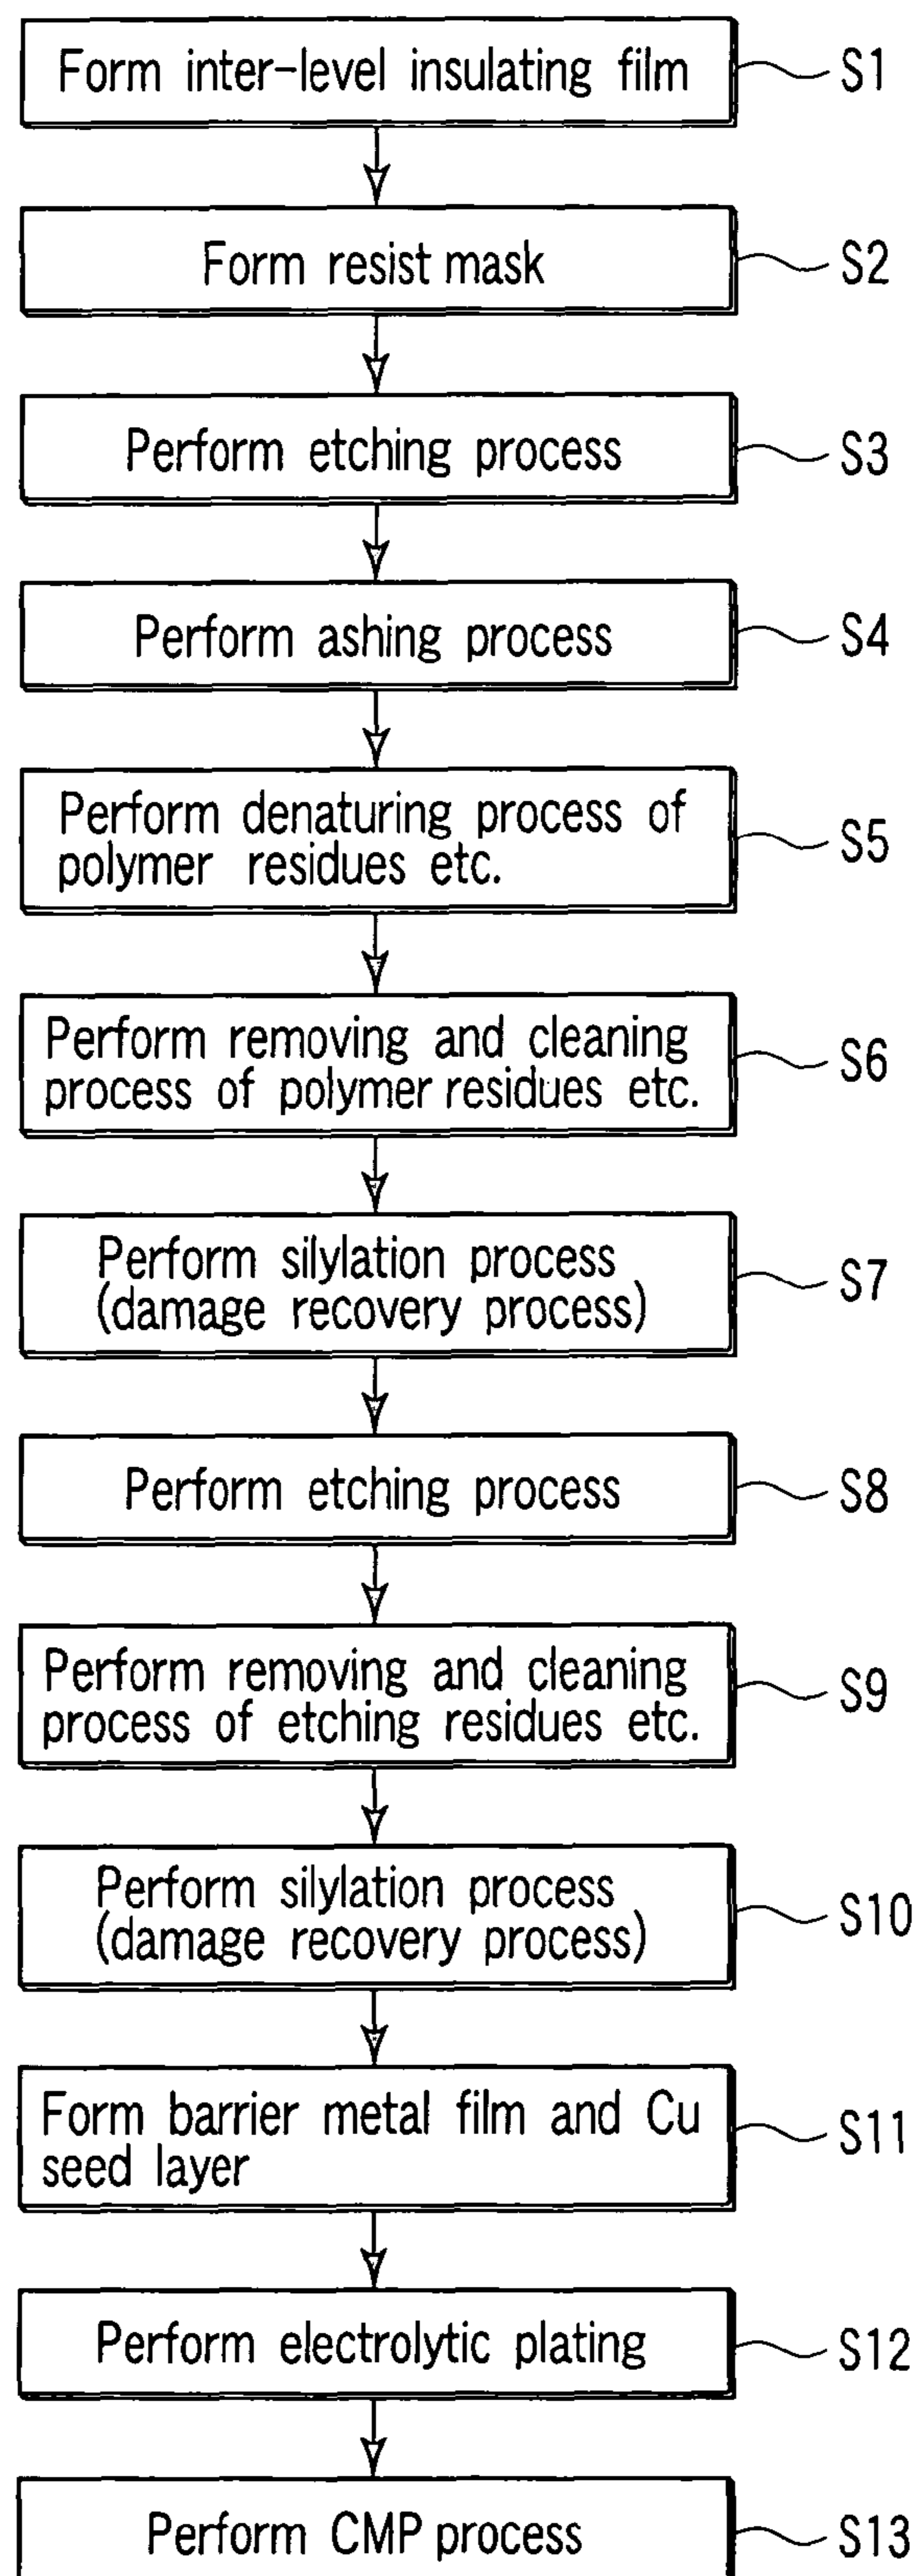 Form inter-level insulating film
S1
Form resist mask
S2
Perform etching process
S3
Perform ashing process
S4
Perform denaturing process of
polymer residues etc.
S5
Perform removing and cleaning
process of polymer residues etc.
S6
Perform silylation process
(damage recovery process)
S7
Perform etching process
S8
Perform removing and cleaning
process of etching residues etc.
S9
Perform silylation process
(damage recovery process)
S10
Form barrier metal film and Cu
seed layer
S11
Perform electrolytic plating
S12
Perform CMP process
S13